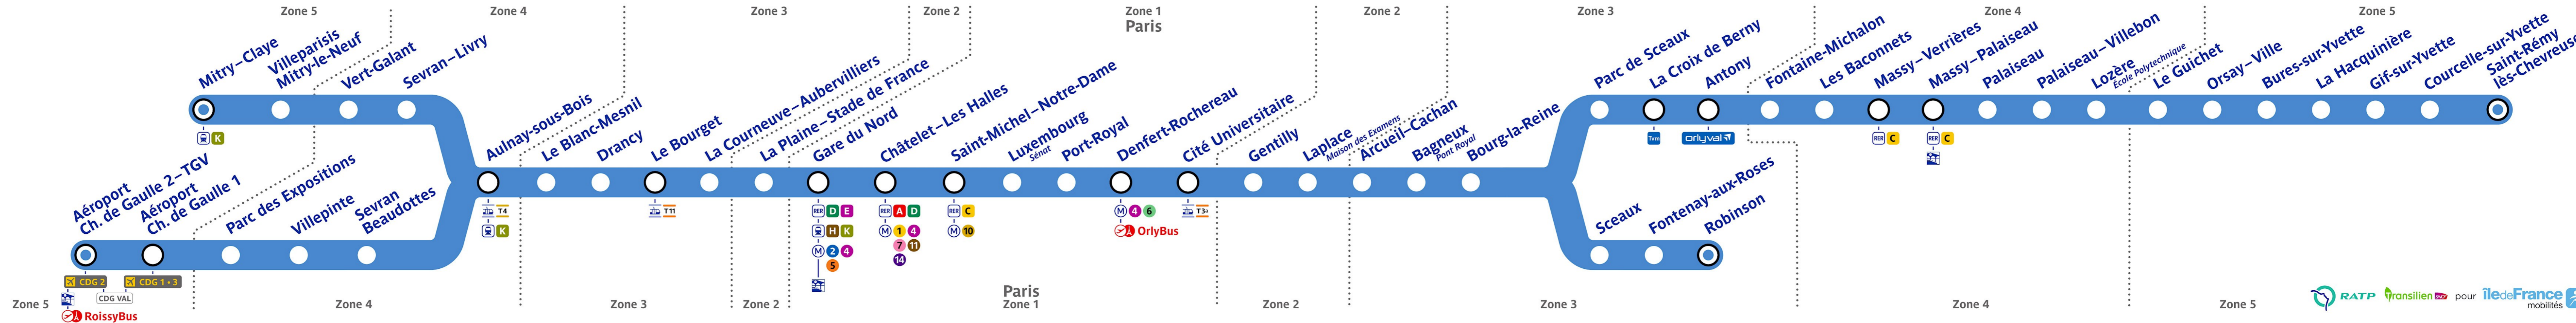 Zone 5
Zone 4
Zone 3
Zone 2
Zone 1
Paris
Zone 2
Zone 3
Zone 4
Zone 5
Mitry–Claye
Villeparisis
Mitry-le-Neuf
Vert-Galant
Sevran–Livry
K
Aéroport
Ch. de Gaulle 2–TGV
Aéroport
Ch. de Gaulle 1
Parc des Expositions
Villepinte
Sevran
Beaudottes
CDG 2
CDG 1 • 3
CDG VAL
RoissyBus
Aulnay-sous-Bois
T4
K
Le Blanc-Mesnil
Drancy
Le Bourget
T11
La Courneuve–Aubervilliers
La Plaine–Stade de France
Gare du Nord
RER D E
H K
M 2 4
5
Châtelet–Les Halles
RER A D
M 1 4
7 11
14
Saint-Michel–Notre-Dame
RER C
M 10
Luxembourg
Sénat
Port-Royal
Denfert-Rochereau
M 4 6
OrlyBus
Cité Universitaire
T3a
Gentilly
Laplace
Maison des Examens
Arcueil–Cachan
Bagneux
Pont Royal
Bourg-la-Reine
Parc de Sceaux
La Croix de Berny
Tvm
Antony
orlyval
Fontaine-Michalon
Les Baconnets
Massy–Verrières
RER C
Massy–Palaiseau
RER C
Palaiseau
Palaiseau–Villebon
Lozère
École Polytechnique
Le Guichet
Orsay–Ville
Bures-sur-Yvette
La Hacquinière
Gif-sur-Yvette
Courcelle-sur-Yvette
Saint-Rémy
lès-Chevreuse
Sceaux
Fontenay-aux-Roses
Robinson
Zone 5
Zone 4
Zone 3
Zone 2
Paris
Zone 1
Zone 2
Zone 3
Zone 4
Zone 5
RATP
Transilien
SNCF
pour
îledeFrance
mobilités